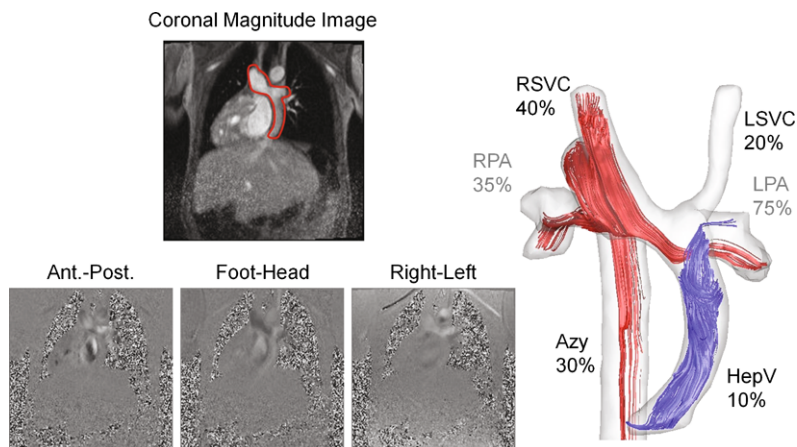 Coronal Magnitude Image
Ant.-Post.
Foot-Head
Right-Left
RSVC
40%
LSVC
20%
RPA
35%
LPA
75%
Azy
30%
HepV
10%